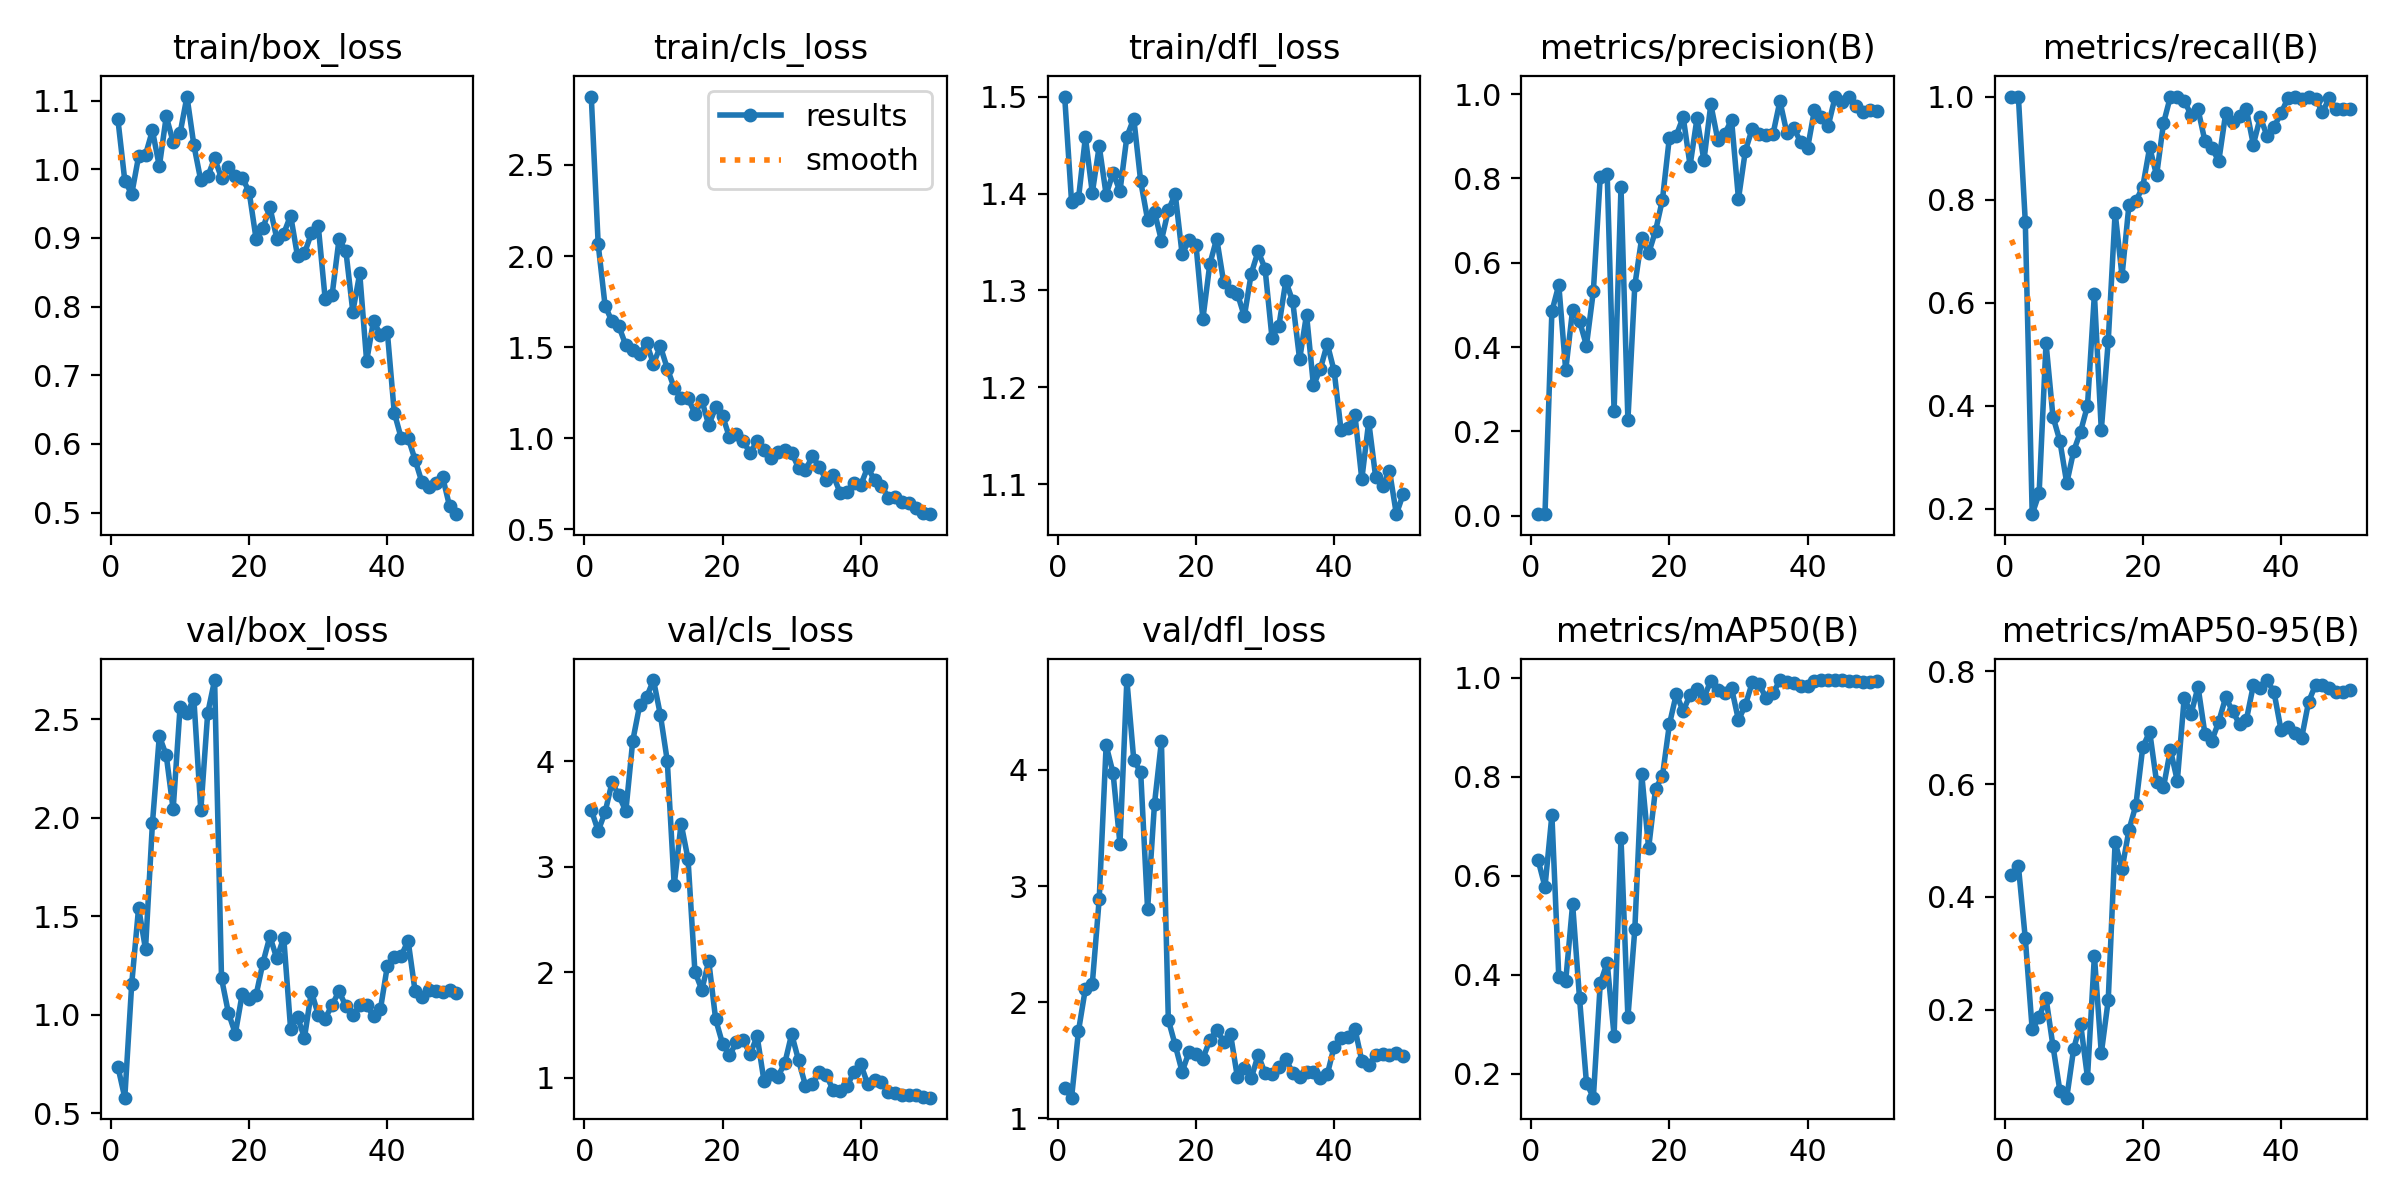 train/box_loss
train/cls_loss
train/dfl_loss
metrics/precision(B)
metrics/recall(B)
1.1
1.0
0.9
0.8
0.7
0.6
0.5
0 20 40
results
smooth
2.5
2.0
1.5
1.0
0.5
0 20 40
1.5
1.4
1.3
1.2
1.1
0 20 40
1.0
0.8
0.6
0.4
0.2
0.0
0 20 40
1.0
0.8
0.6
0.4
0.2
0 20 40
val/box_loss
val/cls_loss
val/dfl_loss
metrics/mAP50(B)
metrics/mAP50-95(B)
2.5
2.0
1.5
1.0
0.5
0 20 40
4
3
2
1
0 20 40
4
3
2
1
0 20 40
1.0
0.8
0.6
0.4
0.2
0 20 40
0.8
0.6
0.4
0.2
0 20 40